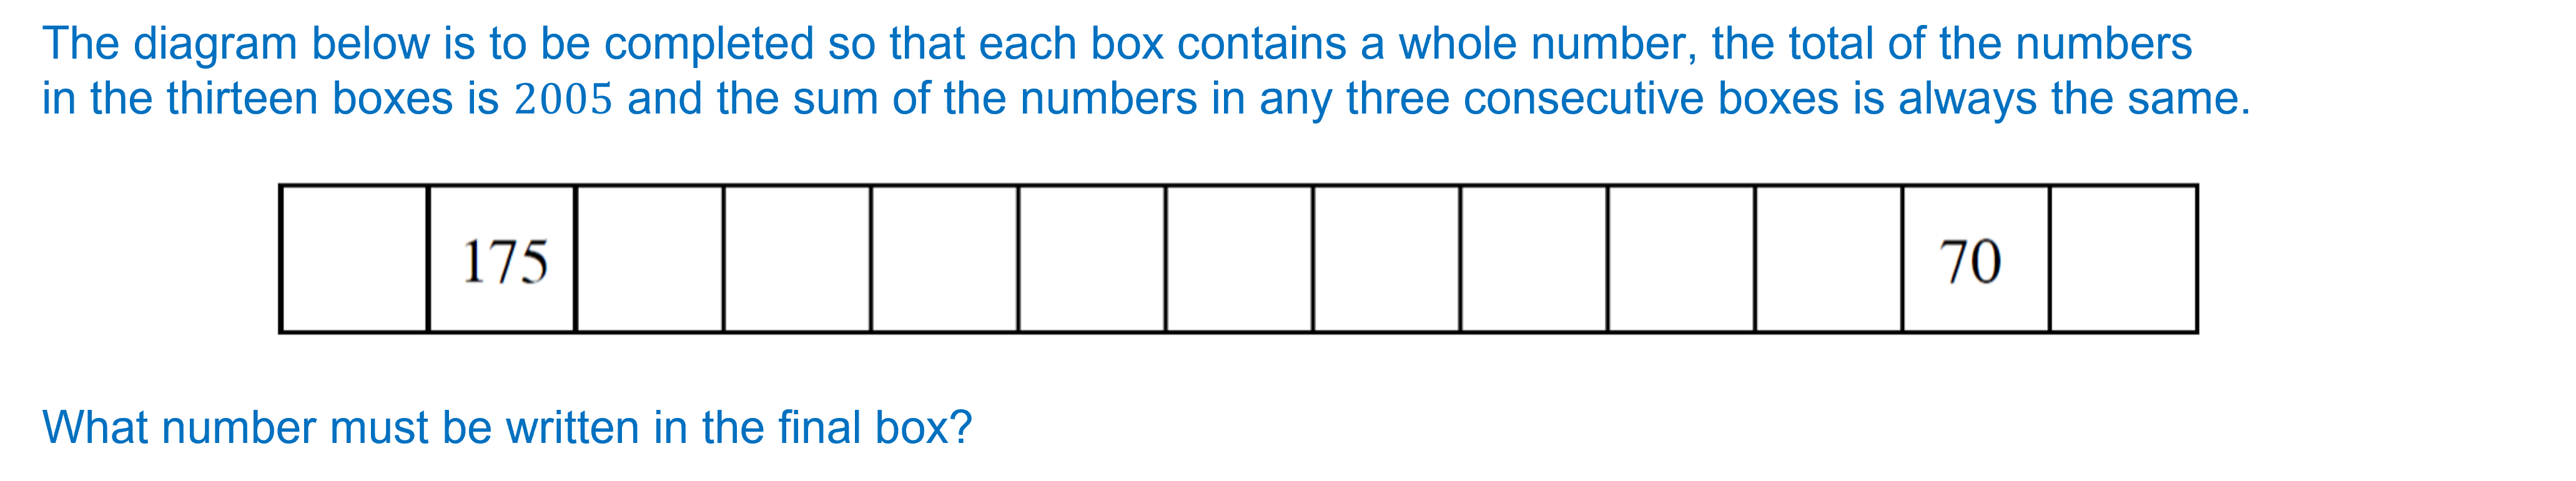 The diagram below is to be completed so that each box contains a whole number, the total of the numbers
in the thirteen boxes is 2005 and the sum of the numbers in any three consecutive boxes is always the same.
175 70
What number must be written in the final box?